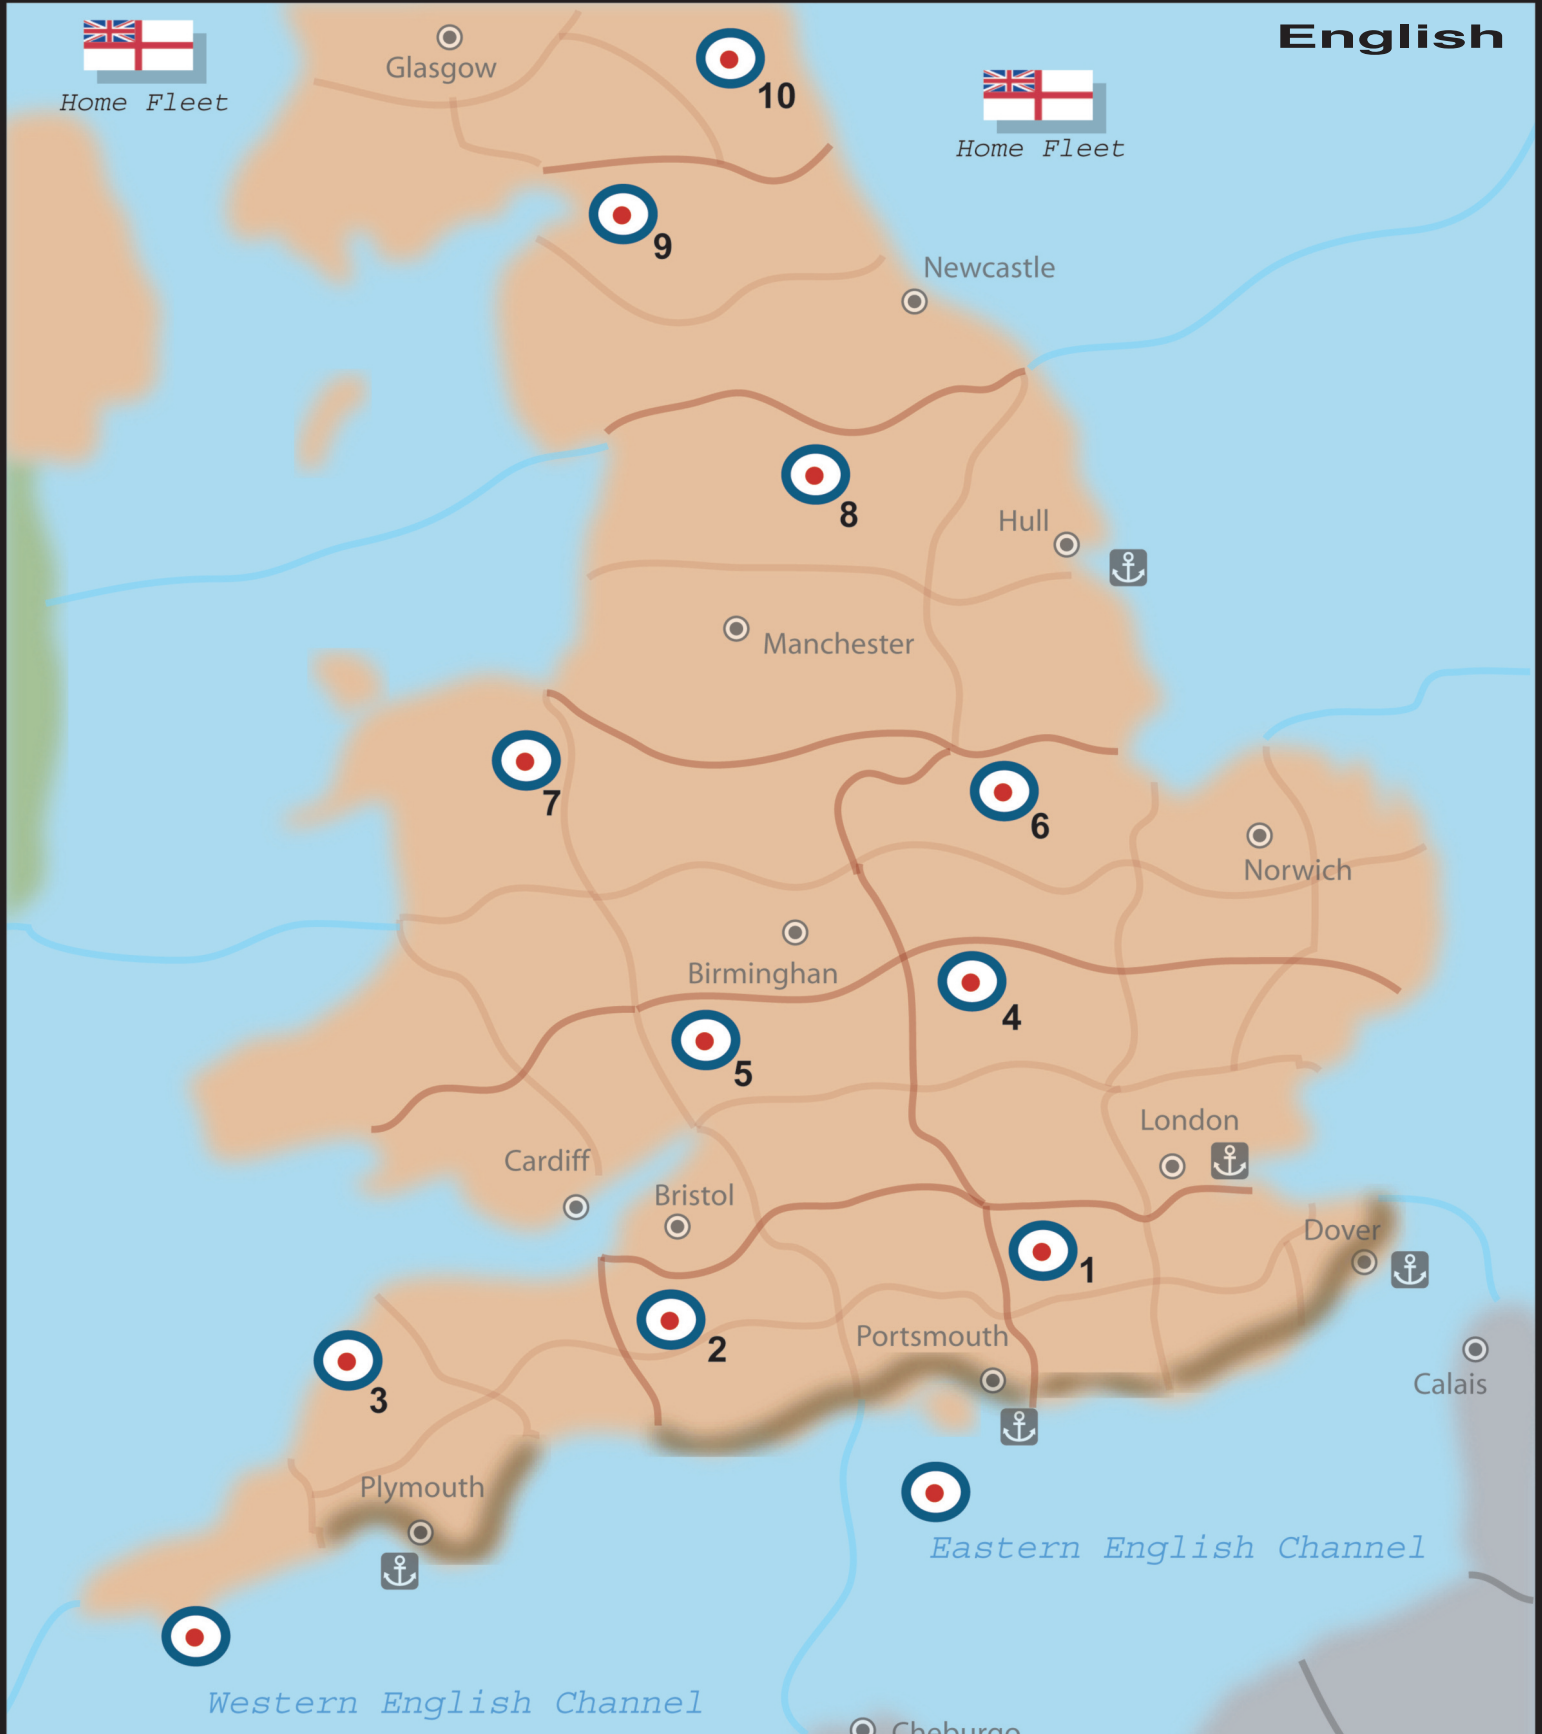 English
Glasgow
10
Home Fleet
Home Fleet
9
Newcastle
8
Hull
Manchester
7
6
Norwich
Birminghan
4
5
London
Cardiff
Bristol
Dover
1
2
Portsmouth
3
Calais
Plymouth
Eastern English Channel
Western English Channel
Cheburgo